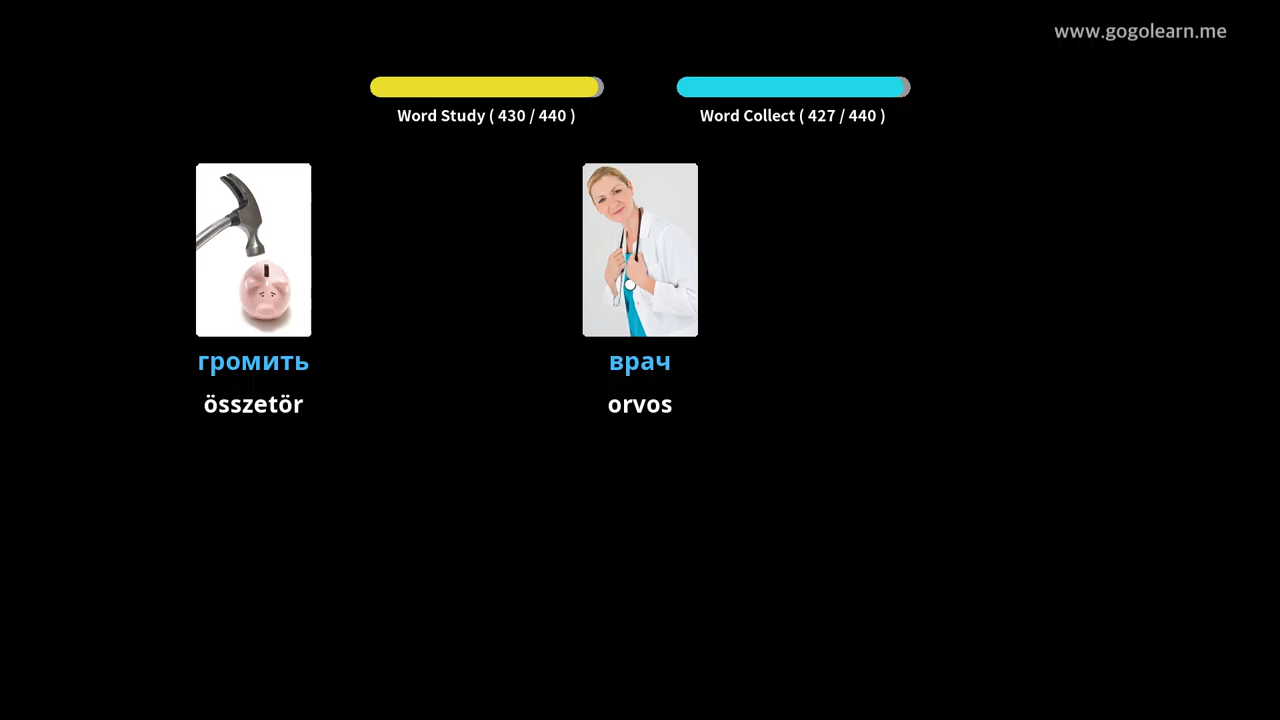 www.gogolearn.me
Word Study ( 430 / 440 )
Word Collect ( 427 / 440 )
громить
врач
összetör
orvos